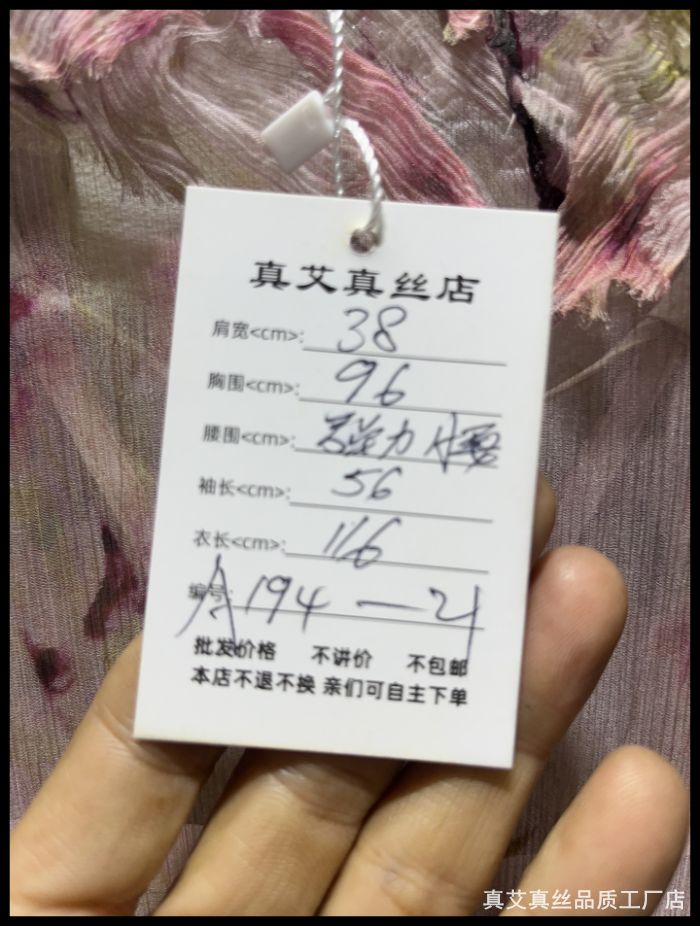 真艾真丝店
肩宽<cm>: 38
胸围<cm>: 96
腰围<cm>: 弹力腰
袖长<cm>: 56
衣长<cm>: 116
编号: A194-21
批发价格 不讲价 不包邮
本店不退不换 亲们可自主下单
真艾真丝品质工厂店